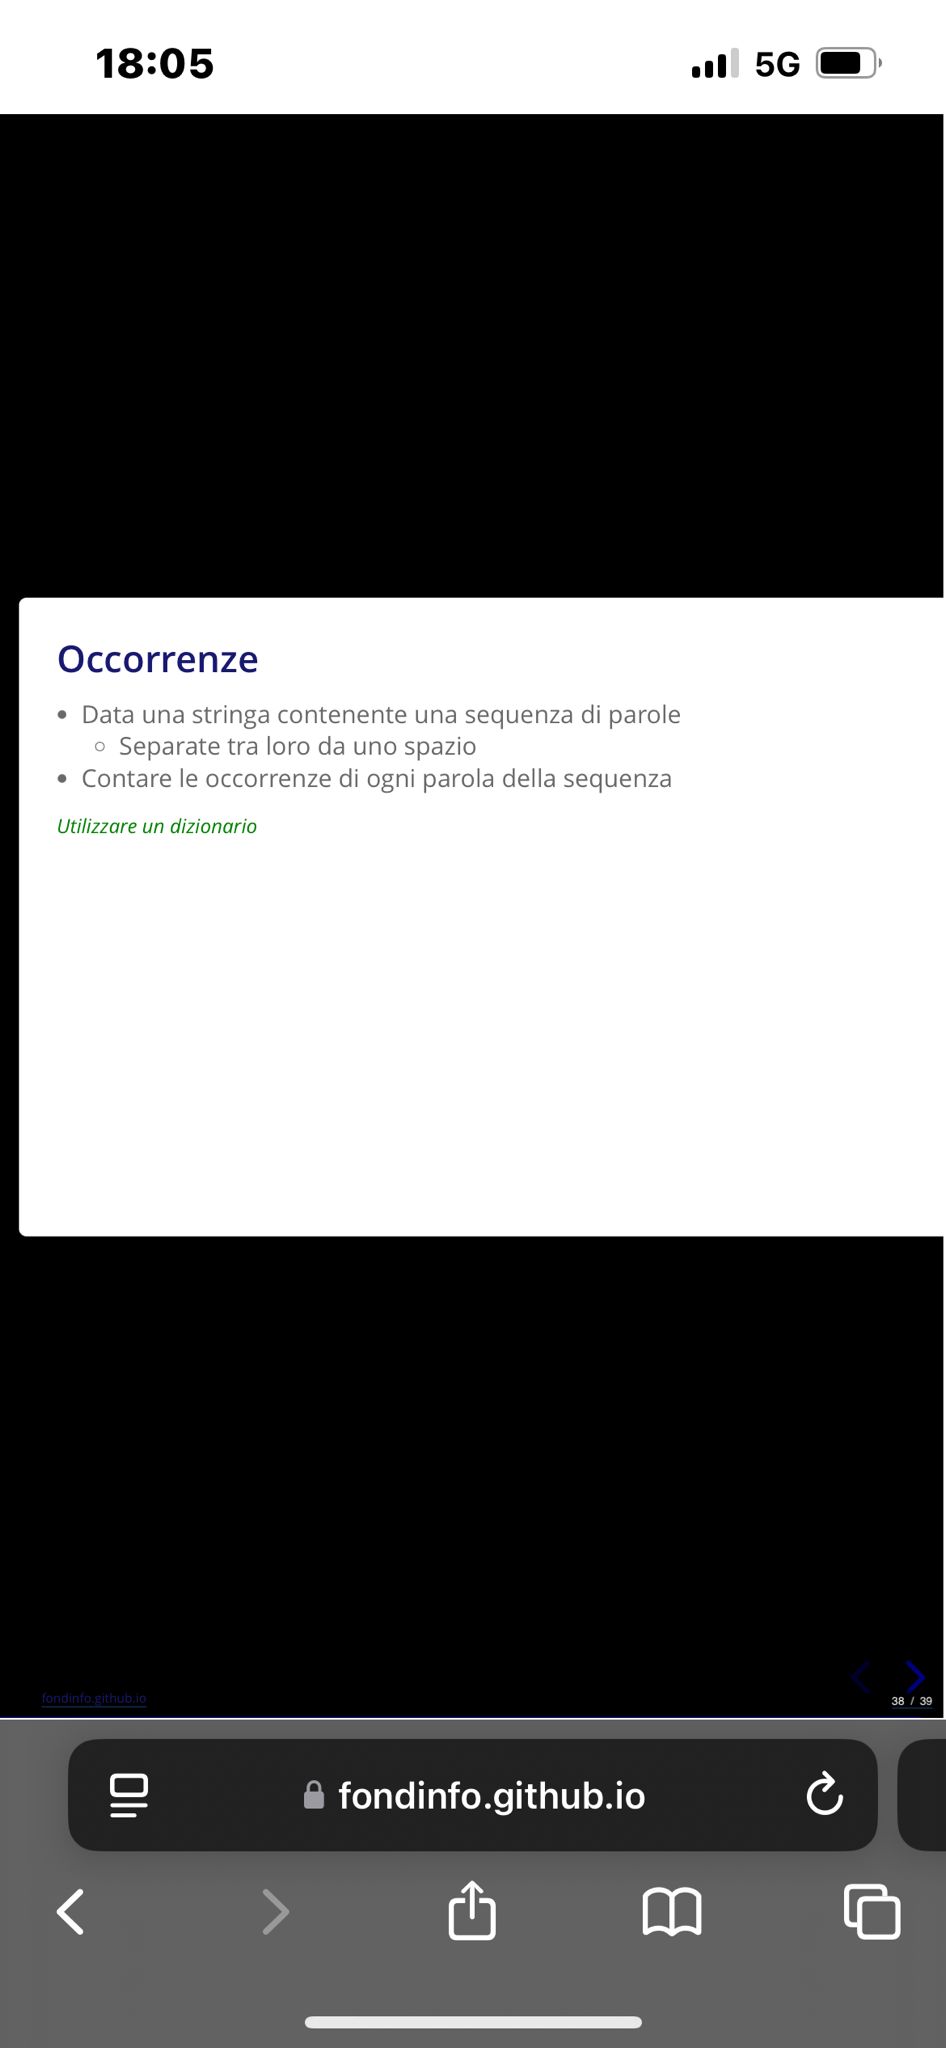 18:05
5G
Occorrenze
Data una stringa contenente una sequenza di parole
Separate tra loro da uno spazio
Contare le occorrenze di ogni parola della sequenza
Utilizzare un dizionario
38 / 39
fondinfo.github.io
fondinfo.github.io